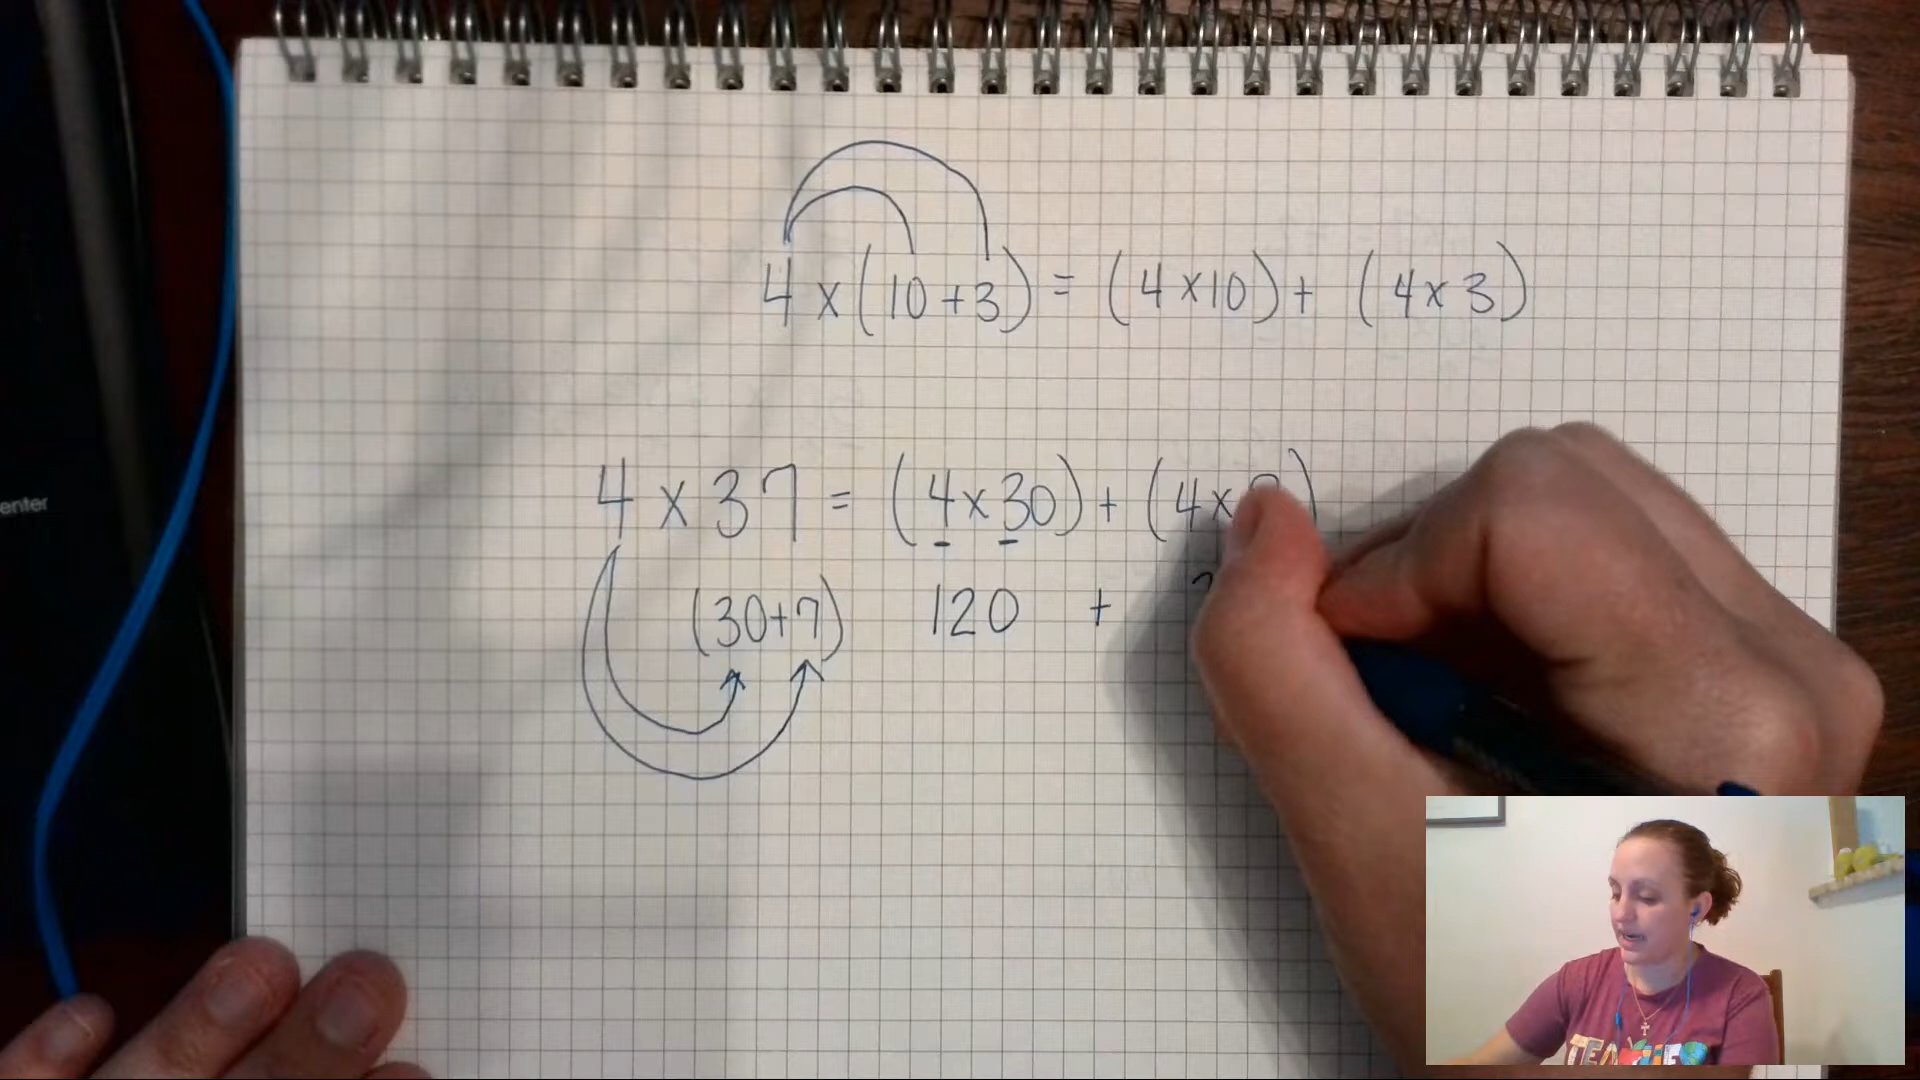 4 x (10 + 3) = (4 x 10) + (4 x 3)
4 x 37 = (4 x 30) + (4 x
(30 + 7) 120 +
enter